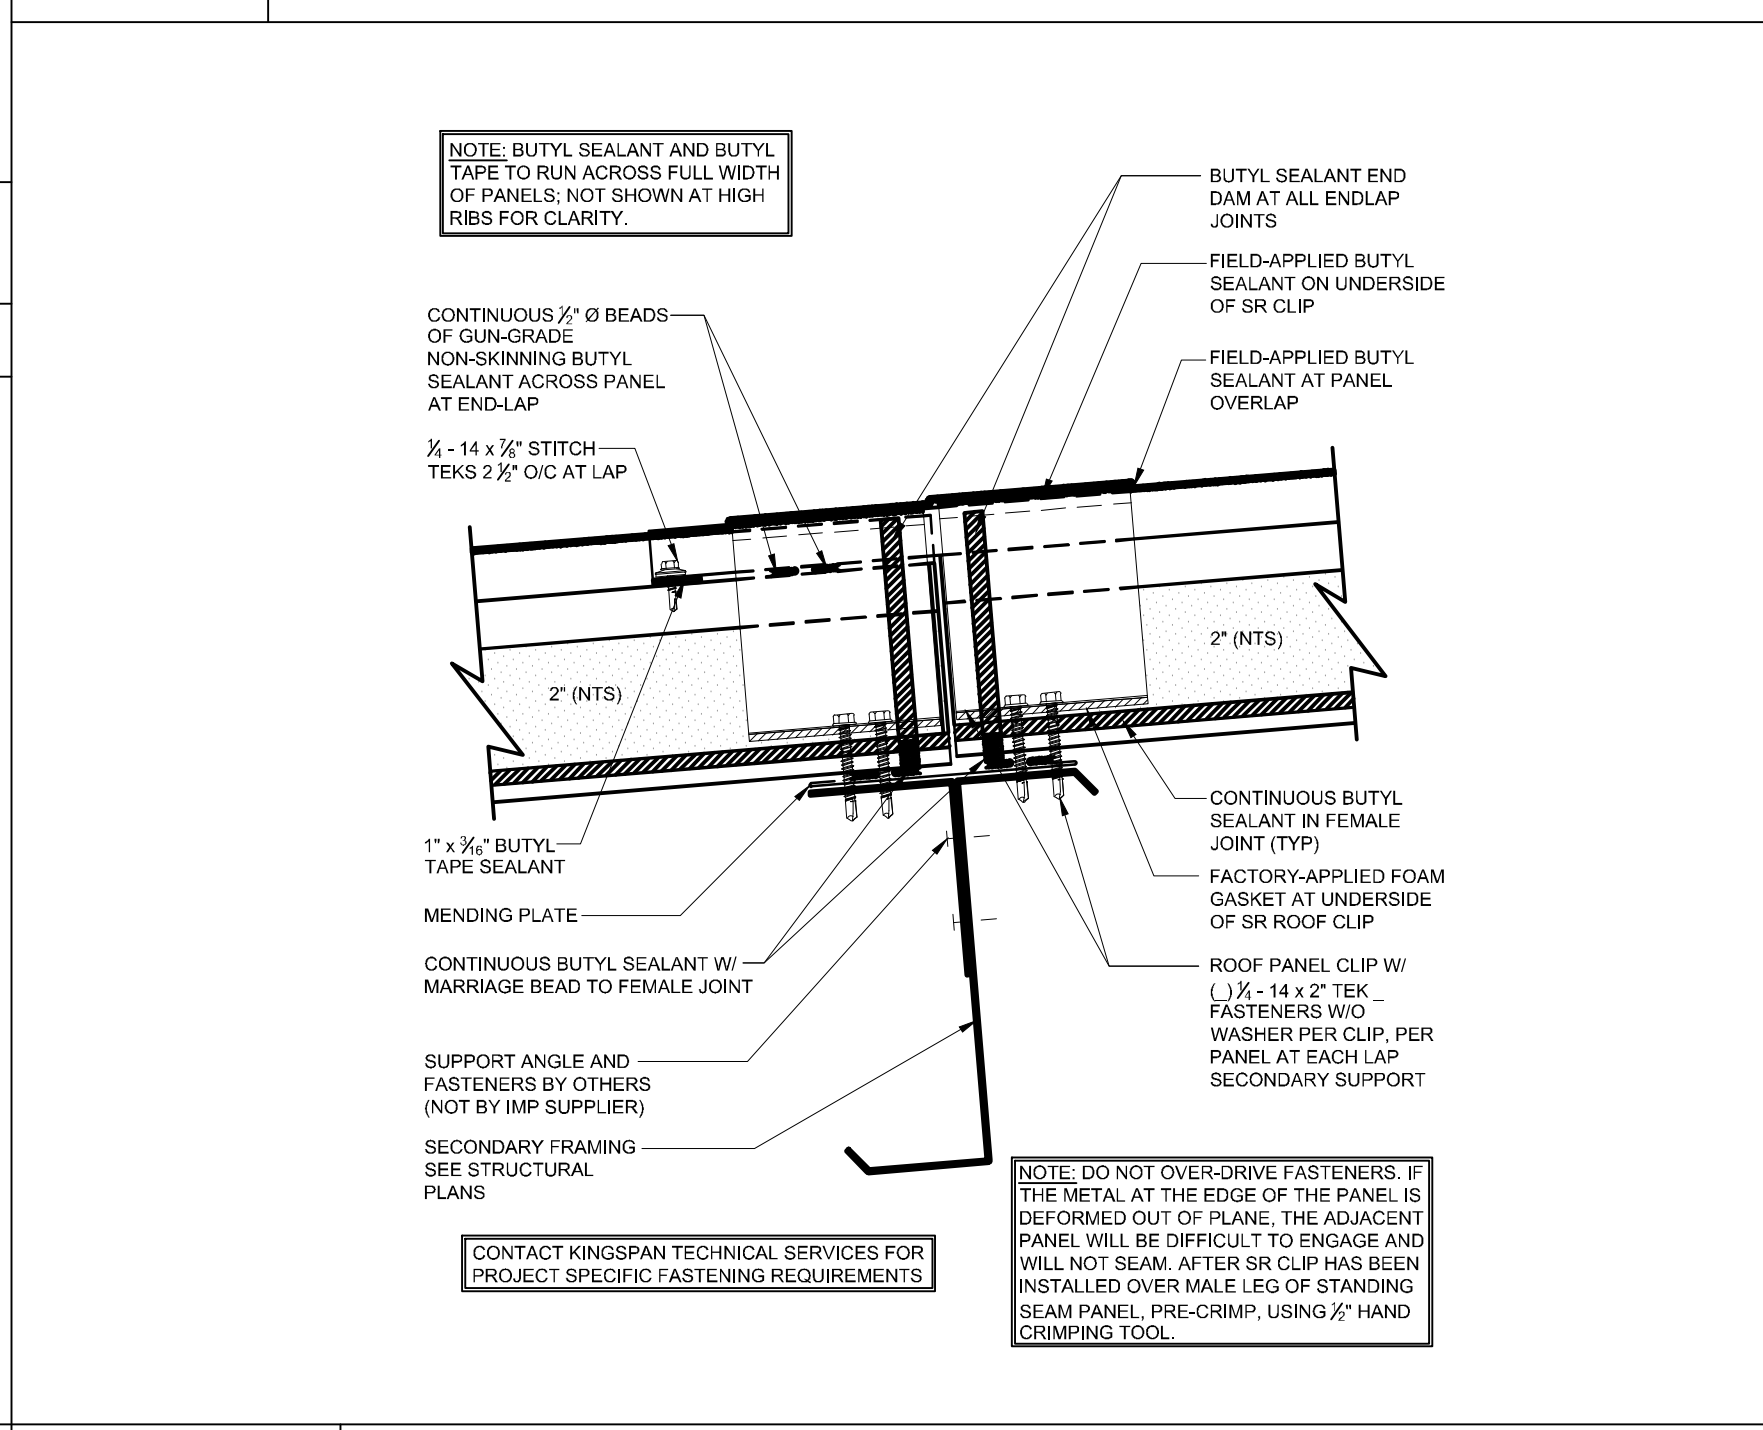 NOTE: BUTYL SEALANT AND BUTYL
TAPE TO RUN ACROSS FULL WIDTH
OF PANELS; NOT SHOWN AT HIGH
RIBS FOR CLARITY.
CONTINUOUS ½" Ø BEADS
OF GUN-GRADE
NON-SKINNING BUTYL
SEALANT ACROSS PANEL
AT END-LAP
¼ - 14 x ⅞" STITCH
TEKS 2 ½" O/C AT LAP
2" (NTS)
1" x 3⁄16" BUTYL
TAPE SEALANT
MENDING PLATE
CONTINUOUS BUTYL SEALANT W/
MARRIAGE BEAD TO FEMALE JOINT
SUPPORT ANGLE AND
FASTENERS BY OTHERS
(NOT BY IMP SUPPLIER)
SECONDARY FRAMING
SEE STRUCTURAL
PLANS
CONTACT KINGSPAN TECHNICAL SERVICES FOR
PROJECT SPECIFIC FASTENING REQUIREMENTS
BUTYL SEALANT END
DAM AT ALL ENDLAP
JOINTS
FIELD-APPLIED BUTYL
SEALANT ON UNDERSIDE
OF SR CLIP
FIELD-APPLIED BUTYL
SEALANT AT PANEL
OVERLAP
2" (NTS)
CONTINUOUS BUTYL
SEALANT IN FEMALE
JOINT (TYP)
FACTORY-APPLIED FOAM
GASKET AT UNDERSIDE
OF SR ROOF CLIP
ROOF PANEL CLIP W/
(_) ¼ - 14 x 2" TEK _
FASTENERS W/O
WASHER PER CLIP, PER
PANEL AT EACH LAP
SECONDARY SUPPORT
NOTE: DO NOT OVER-DRIVE FASTENERS. IF
THE METAL AT THE EDGE OF THE PANEL IS
DEFORMED OUT OF PLANE, THE ADJACENT
PANEL WILL BE DIFFICULT TO ENGAGE AND
WILL NOT SEAM. AFTER SR CLIP HAS BEEN
INSTALLED OVER MALE LEG OF STANDING
SEAM PANEL, PRE-CRIMP, USING ½" HAND
CRIMPING TOOL.